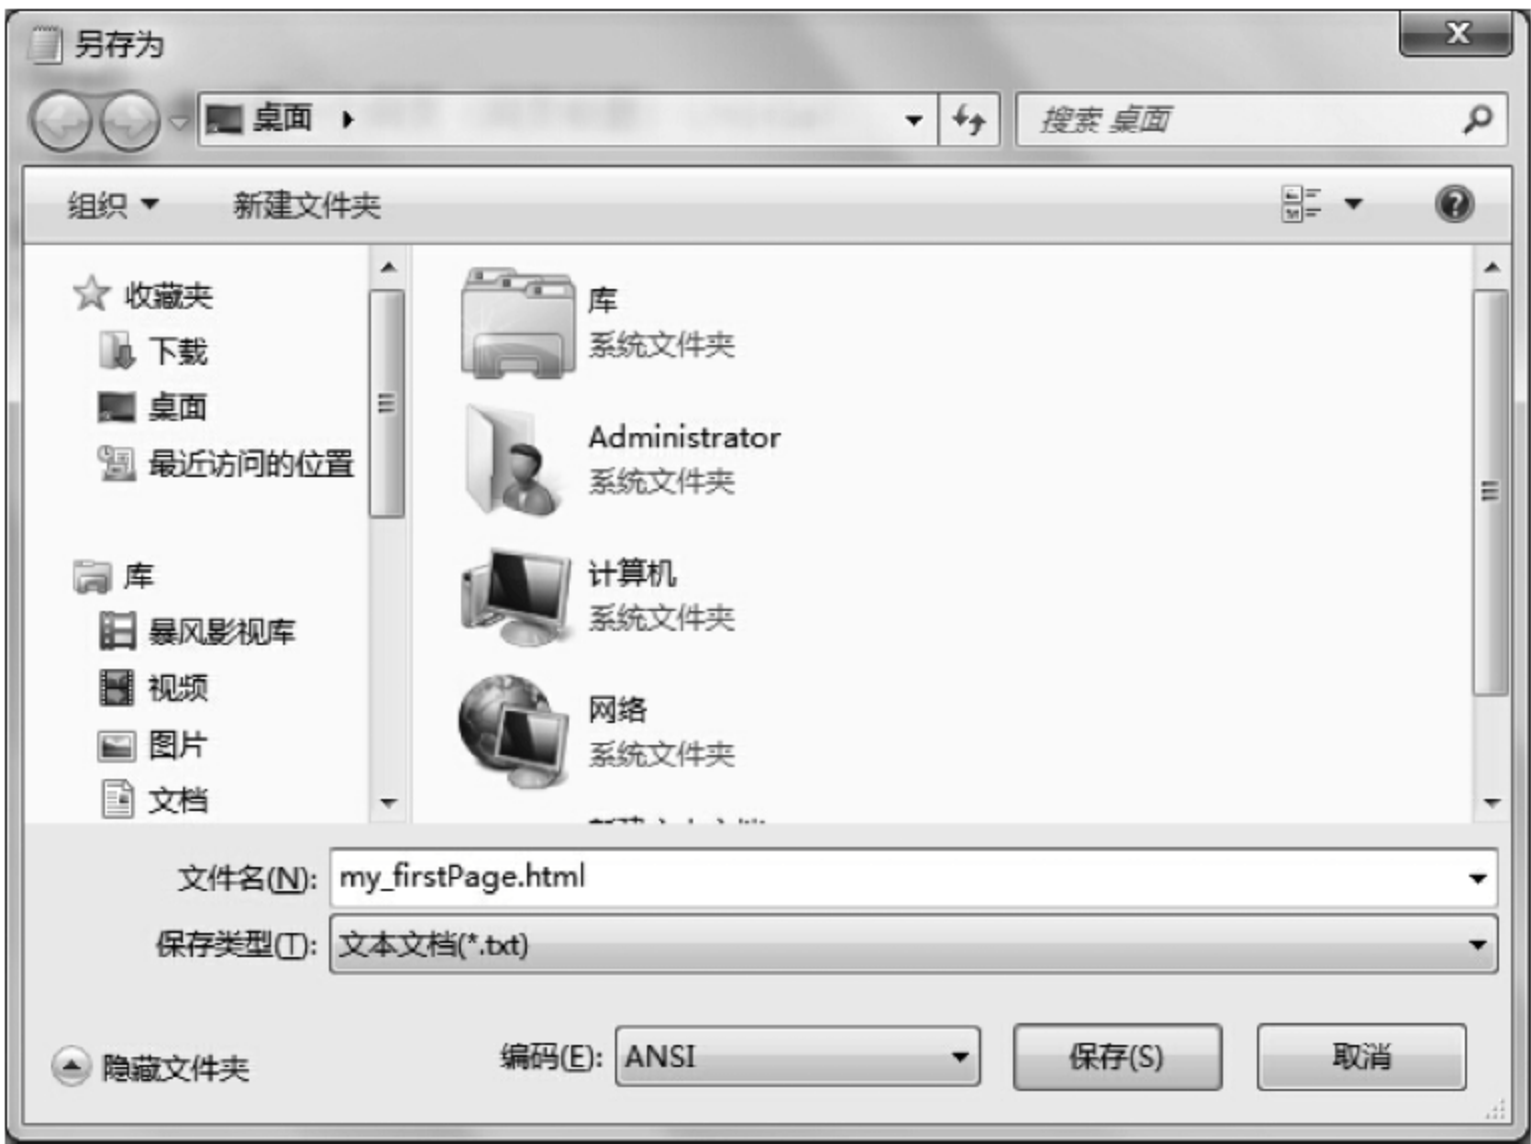 另存为
x
桌面
搜索 桌面
组织
新建文件夹
?
收藏夹
下载
桌面
最近访问的位置
库
暴风影视库
视频
图片
文档
库
系统文件夹
Administrator
系统文件夹
计算机
系统文件夹
网络
系统文件夹
文件名(N): my_firstPage.html
保存类型(T): 文本文档(*.txt)
隐藏文件夹
编码(E): ANSI
保存(S)
取消